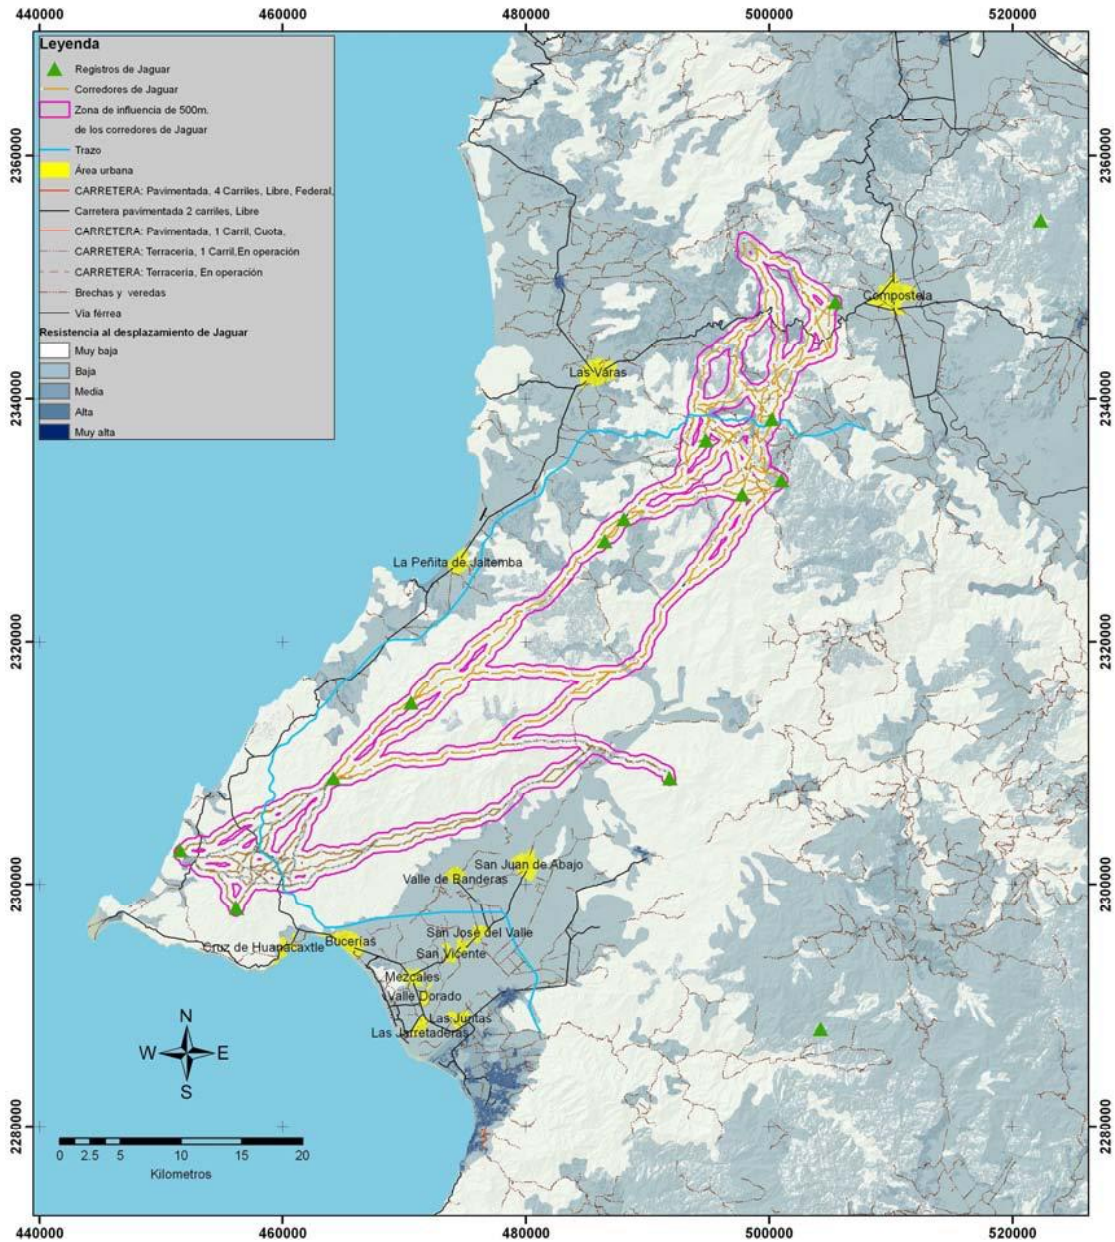 440000 460000 480000 500000 520000
Leyenda
Registros de Jaguar
Corredores de Jaguar
Zona de influencia de 500m.
de los corredores de Jaguar
Trazo
Área urbana
CARRETERA: Pavimentada, 4 Carriles, Libre, Federal,
Carretera pavimentada 2 carriles, Libre
CARRETERA: Pavimentada, 1 Carril, Cuota,
CARRETERA: Terracería, 1 Carril,En operación
CARRETERA: Terracería, En operación
Brechas y veredas
Vía férrea
Resistencia al desplazamiento de Jaguar
Muy baja
Baja
Media
Alta
Muy alta
2360000 2360000
2340000 2340000
2320000 2320000
2300000 2300000
2280000 2280000
Compostela
Las Varas
La Peñita de Jaltemba
San Juan de Abajo
Valle de Banderas
San José del Valle
Cruz de Huanacaxtle
Bucerías
San Vicente
Mezcales
Valle Dorado
Las Juntas
Las Jarretaderas
N
W E
S
0 2.5 5 10 15 20
Kilometros
440000 460000 480000 500000 520000